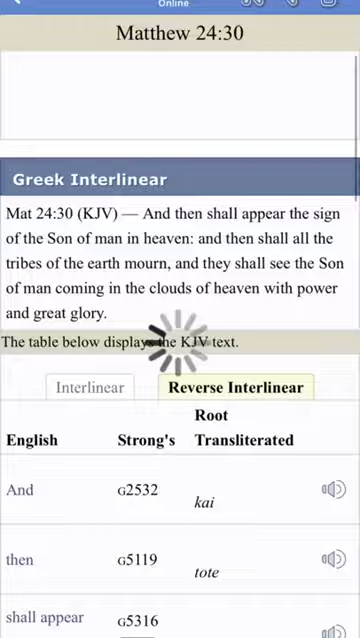 Online
Matthew 24:30
Greek Interlinear
Mat 24:30 (KJV) — And then shall appear the sign
of the Son of man in heaven: and then shall all the
tribes of the earth mourn, and they shall see the Son
of man coming in the clouds of heaven with power
and great glory.
The table below displays the KJV text.
Interlinear Reverse Interlinear
English Strong's Root Transliterated
And G2532 kai
then G5119 tote
shall appear G5316